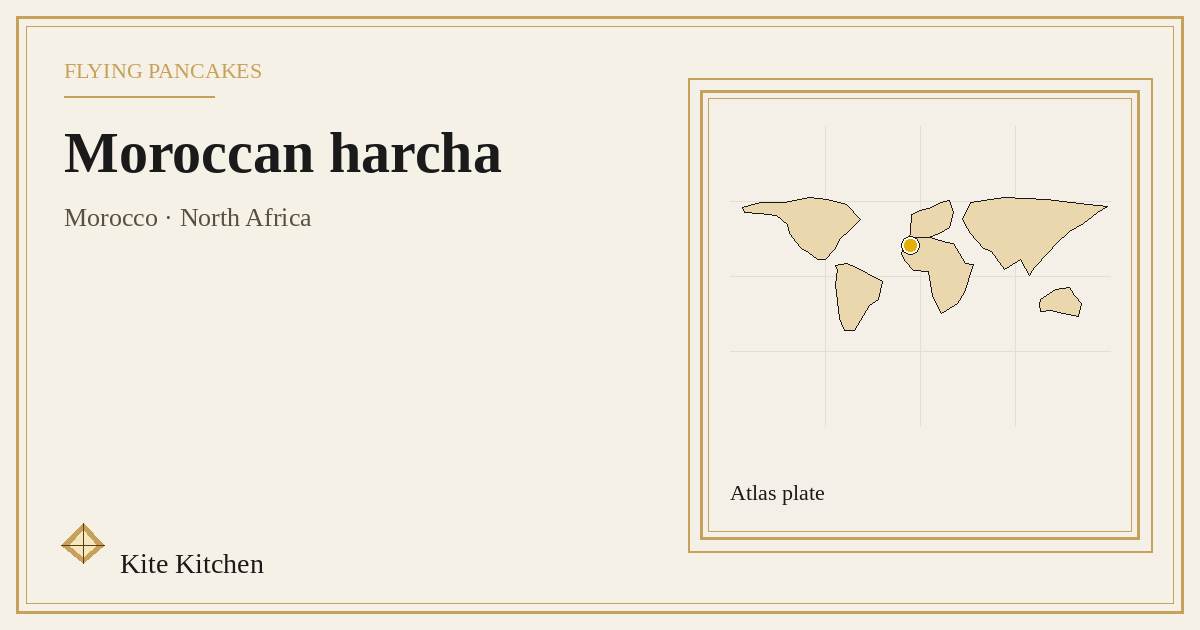 FLYING PANCAKES
Moroccan harcha
Morocco · North Africa
Atlas plate
Kite Kitchen